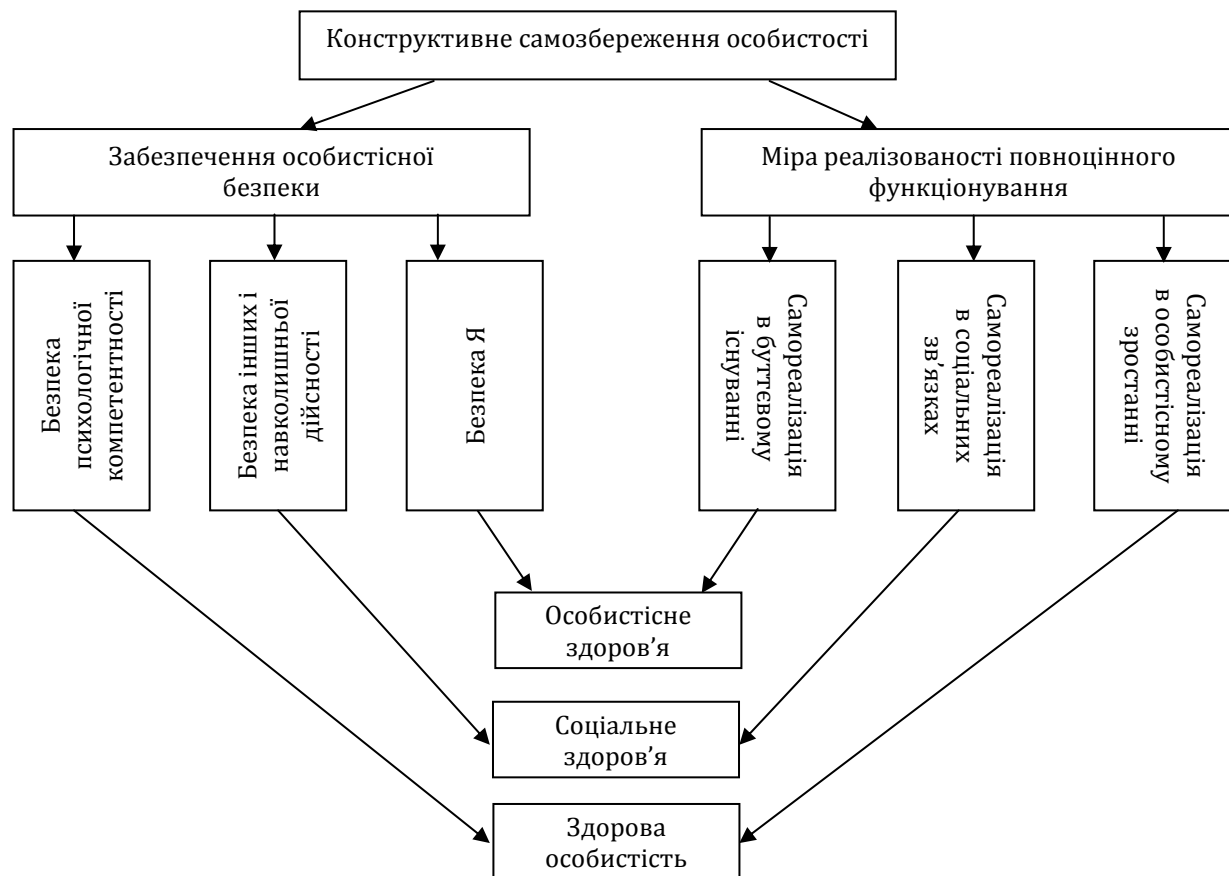 Конструктивне самозбереження особистості
Забезпечення особистісної
безпеки
Міра реалізованості повноцінного
функціонування
Безпека
психологічної
компетентності
Безпека інших і
навколишньої
дійсності
Безпека Я
Самореалізація
в буттєвому
існуванні
Самореалізація
в соціальних
зв’язках
Самореалізація
в особистісному
зростанні
Особистісне
здоров’я
Соціальне
здоров’я
Здорова
особистість